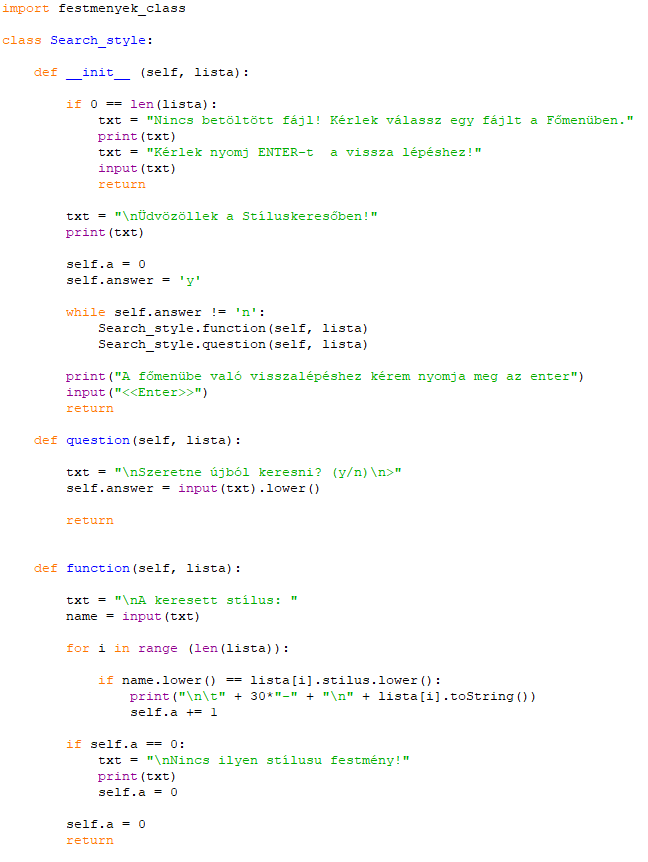 import festmenyek_class
class Search_style:
    def __init__ (self, lista):
        if 0 == len(lista):
            txt = "Nincs betöltött fájl! Kérlek válassz egy fájlt a Főmenüben."
            print(txt)
            txt = "Kérlek nyomj ENTER-t  a vissza lépéshez!"
            input(txt)
            return
        txt = "\nÜdvözöllek a Stíluskeresőben!"
        print(txt)
        self.a = 0
        self.answer = 'y'
        while self.answer != 'n':
            Search_style.function(self, lista)
            Search_style.question(self, lista)
        print("A főmenübe való visszalépéshez kérem nyomja meg az enter")
        input("<<Enter>>")
        return
    def question(self, lista):
        txt = "\nSzeretne újból keresni? (y/n)\n>"
        self.answer = input(txt).lower()
        return
    def function(self, lista):
        txt = "\nA keresett stílus: "
        name = input(txt)
        for i in range (len(lista)):
            if name.lower() == lista[i].stilus.lower():
                print("\n\t" + 30*"-" + "\n" + lista[i].toString())
                self.a += 1
        if self.a == 0:
            txt = "\nNincs ilyen stílusu festmény!"
            print(txt)
            self.a = 0
        self.a = 0
        return